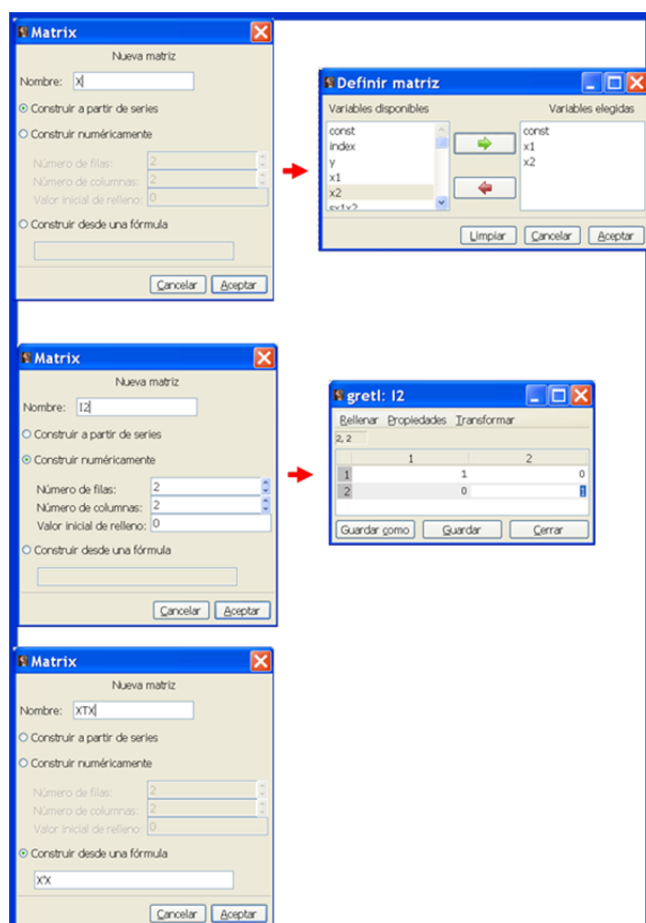 Matrix
Nueva matriz
Nombre: X
Construir a partir de series
Construir numéricamente
Número de filas: 2
Número de columnas: 2
Valor inicial de relleno: 0
Construir desde una fórmula
Cancelar Aceptar
Definir matriz
Variables disponibles Variables elegidas
const const
index x1
y x2
x1
x2
sx1x2
Limpiar Cancelar Aceptar
Matrix
Nueva matriz
Nombre: I2
Construir a partir de series
Construir numéricamente
Número de filas: 2
Número de columnas: 2
Valor inicial de relleno: 0
Construir desde una fórmula
Cancelar Aceptar
gretl: I2
Rellenar Propiedades Transformar
2, 2
1 2
1 1 0
2 0 1
Guardar como Guardar Cerrar
Matrix
Nueva matriz
Nombre: XTX
Construir a partir de series
Construir numéricamente
Número de filas: 2
Número de columnas: 2
Valor inicial de relleno: 0
Construir desde una fórmula
X'X
Cancelar Aceptar